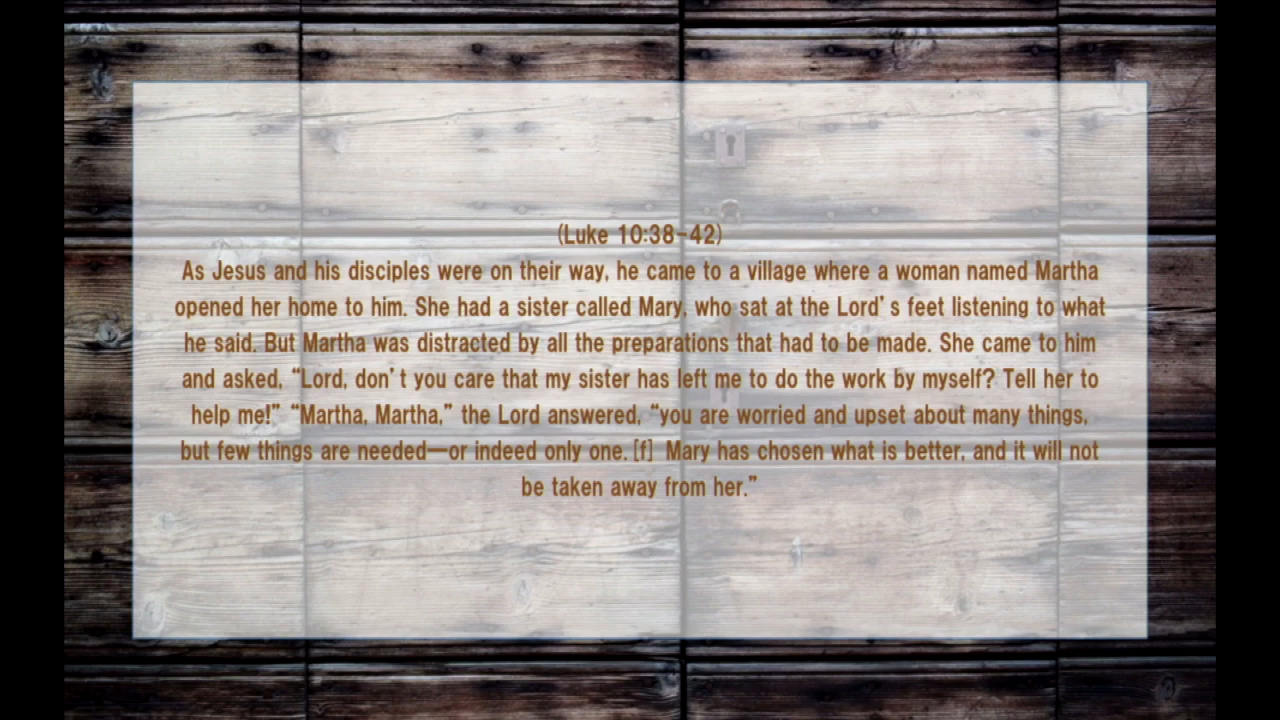 (Luke 10:38-42)
As Jesus and his disciples were on their way, he came to a village where a woman named Martha
opened her home to him. She had a sister called Mary, who sat at the Lord’s feet listening to what
he said. But Martha was distracted by all the preparations that had to be made. She came to him
and asked, “Lord, don’t you care that my sister has left me to do the work by myself? Tell her to
help me!” “Martha, Martha,” the Lord answered, “you are worried and upset about many things,
but few things are needed—or indeed only one.[f] Mary has chosen what is better, and it will not
be taken away from her.”